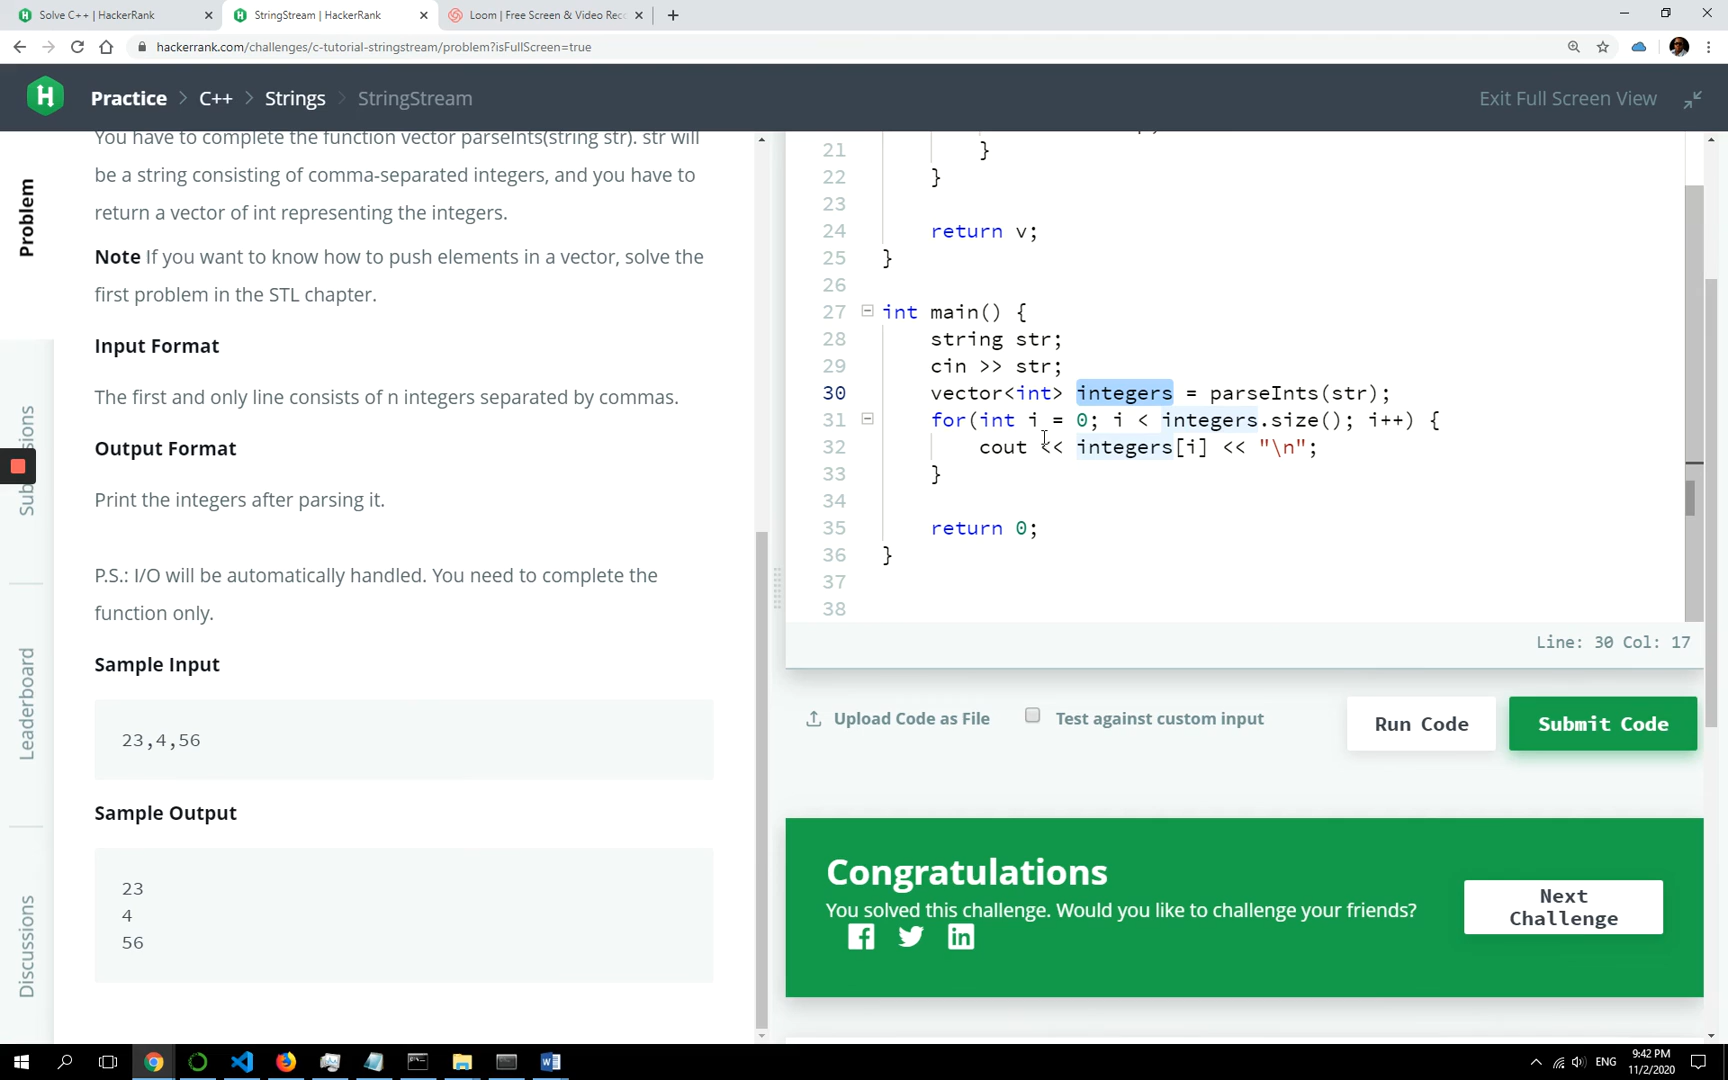 Solve C++ | HackerRank
StringStream | HackerRank
Loom | Free Screen & Video Rec
hackerrank.com/challenges/c-tutorial-stringstream/problem?isFullScreen=true
H
Practice > C++ > Strings > StringStream
Exit Full Screen View
Problem
Submissions
Leaderboard
Discussions
You have to complete the function vector parseInts(string str). str will
be a string consisting of comma-separated integers, and you have to
return a vector of int representing the integers.
Note If you want to know how to push elements in a vector, solve the
first problem in the STL chapter.
Input Format
The first and only line consists of n integers separated by commas.
Output Format
Print the integers after parsing it.
P.S.: I/O will be automatically handled. You need to complete the
function only.
Sample Input
23,4,56
Sample Output
23
4
56
21 }
22 }
23
24 return v;
25 }
26
27 int main() {
28 string str;
29 cin >> str;
30 vector<int> integers = parseInts(str);
31 for(int i = 0; i < integers.size(); i++) {
32 cout << integers[i] << "\n";
33 }
34
35 return 0;
36 }
37
38
Line: 30 Col: 17
Upload Code as File
Test against custom input
Run Code
Submit Code
Congratulations
You solved this challenge. Would you like to challenge your friends?
Next
Challenge
ENG
9:42 PM
11/2/2020